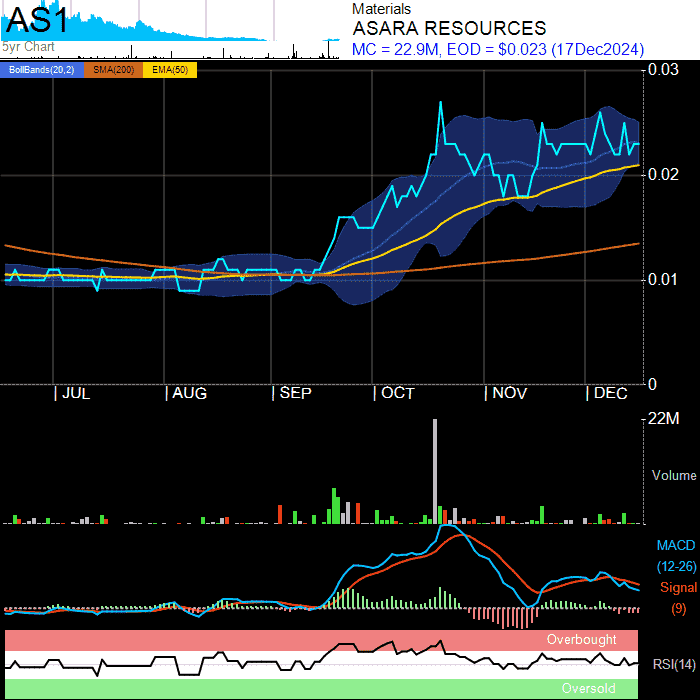 AS1
5yr Chart
Materials
ASARA RESOURCES
MC = 22.9M, EOD = $0.023 (17Dec2024)
BollBands(20,2) SMA(200) EMA(50)
0.03
0.02
0.01
0
| JUL | AUG | SEP | OCT | NOV | DEC
22M
Volume
MACD
(12-26)
Signal
(9)
Overbought
RSI(14)
Oversold